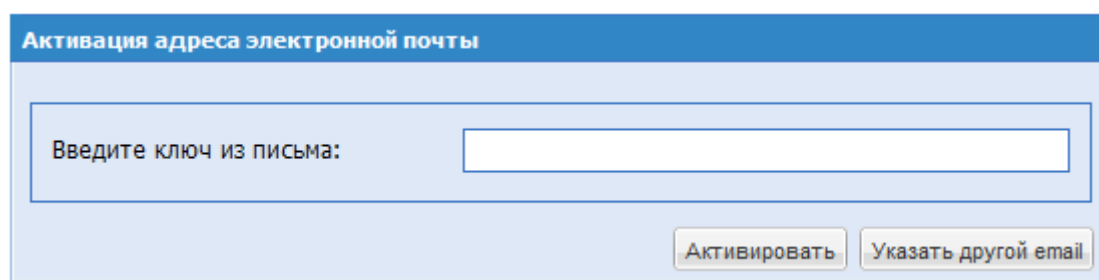 Активация адреса электронной почты
Введите ключ из письма:
Активировать Указать другой email